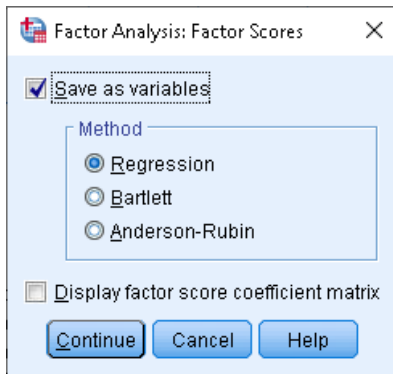 Factor Analysis: Factor Scores
Save as variables
Method
Regression
Bartlett
Anderson-Rubin
Display factor score coefficient matrix
Continue Cancel Help